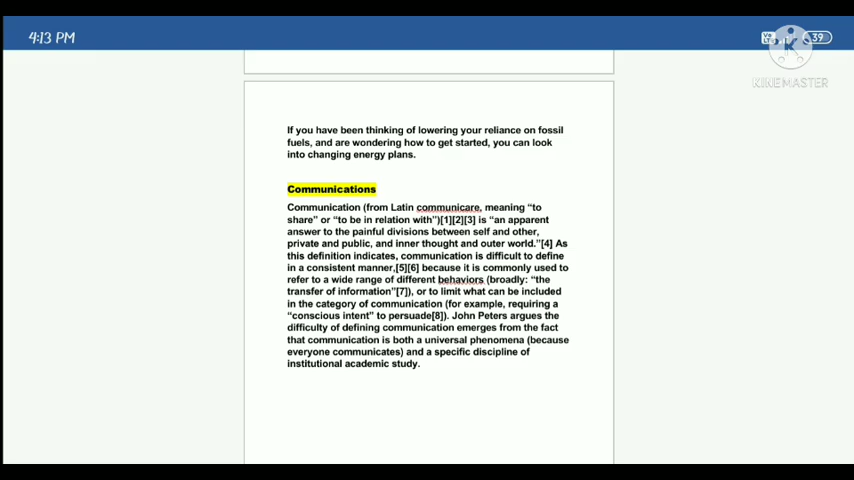 4:13 PM
39
KINEMASTER
If you have been thinking of lowering your reliance on fossil
fuels, and are wondering how to get started, you can look
into changing energy plans.
Communications
Communication (from Latin communicare, meaning “to
share” or “to be in relation with”)[1][2][3] is “an apparent
answer to the painful divisions between self and other,
private and public, and inner thought and outer world.”[4] As
this definition indicates, communication is difficult to define
in a consistent manner,[5][6] because it is commonly used to
refer to a wide range of different behaviors (broadly: “the
transfer of information”[7]), or to limit what can be included
in the category of communication (for example, requiring a
“conscious intent” to persuade[8]). John Peters argues the
difficulty of defining communication emerges from the fact
that communication is both a universal phenomena (because
everyone communicates) and a specific discipline of
institutional academic study.